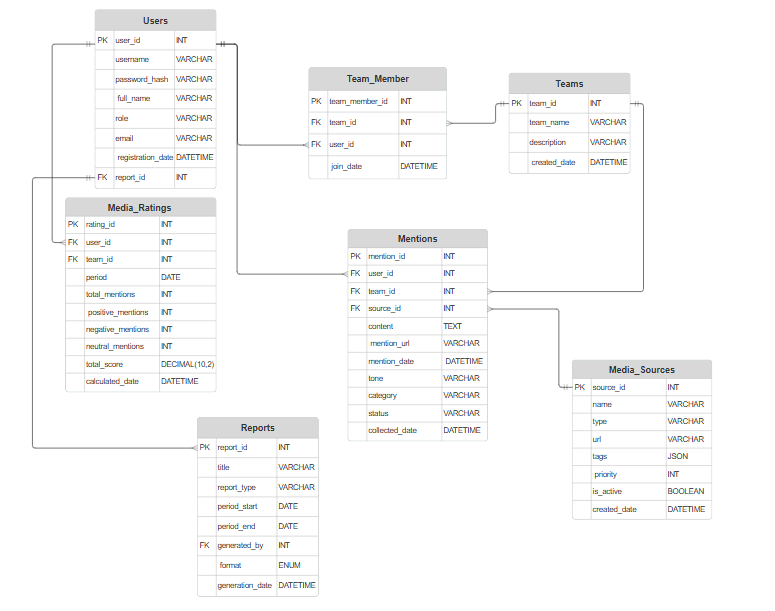 Users
PK user_id INT
username VARCHAR
password_hash VARCHAR
full_name VARCHAR
role VARCHAR
email VARCHAR
registration_date DATETIME
FK report_id INT
Team_Member
PK team_member_id INT
FK team_id INT
FK user_id INT
join_date DATETIME
Teams
PK team_id INT
team_name VARCHAR
description VARCHAR
created_date DATETIME
Media_Ratings
PK rating_id INT
FK user_id INT
FK team_id INT
period DATE
total_mentions INT
positive_mentions INT
negative_mentions INT
neutral_mentions INT
total_score DECIMAL(10,2)
calculated_date DATETIME
Mentions
PK mention_id INT
FK user_id INT
FK team_id INT
FK source_id INT
content TEXT
mention_url VARCHAR
mention_date DATETIME
tone VARCHAR
category VARCHAR
status VARCHAR
collected_date DATETIME
Media_Sources
PK source_id INT
name VARCHAR
type VARCHAR
url VARCHAR
tags JSON
priority INT
is_active BOOLEAN
created_date DATETIME
Reports
PK report_id INT
title VARCHAR
report_type VARCHAR
period_start DATE
period_end DATE
FK generated_by INT
format ENUM
generation_date DATETIME